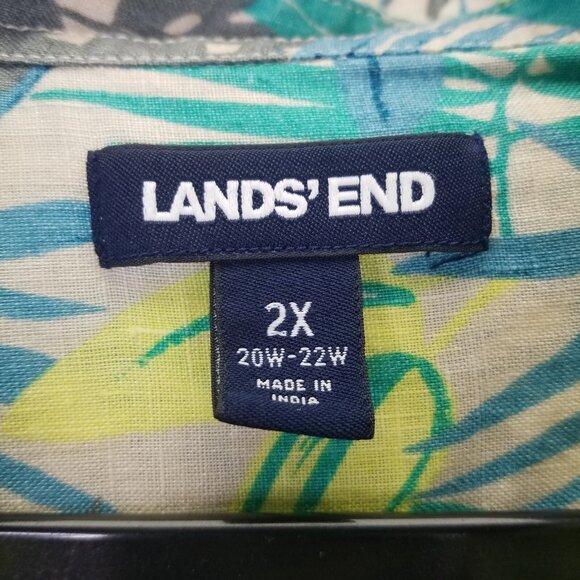 LANDS' END
2X
20W-22W
MADE IN
INDIA